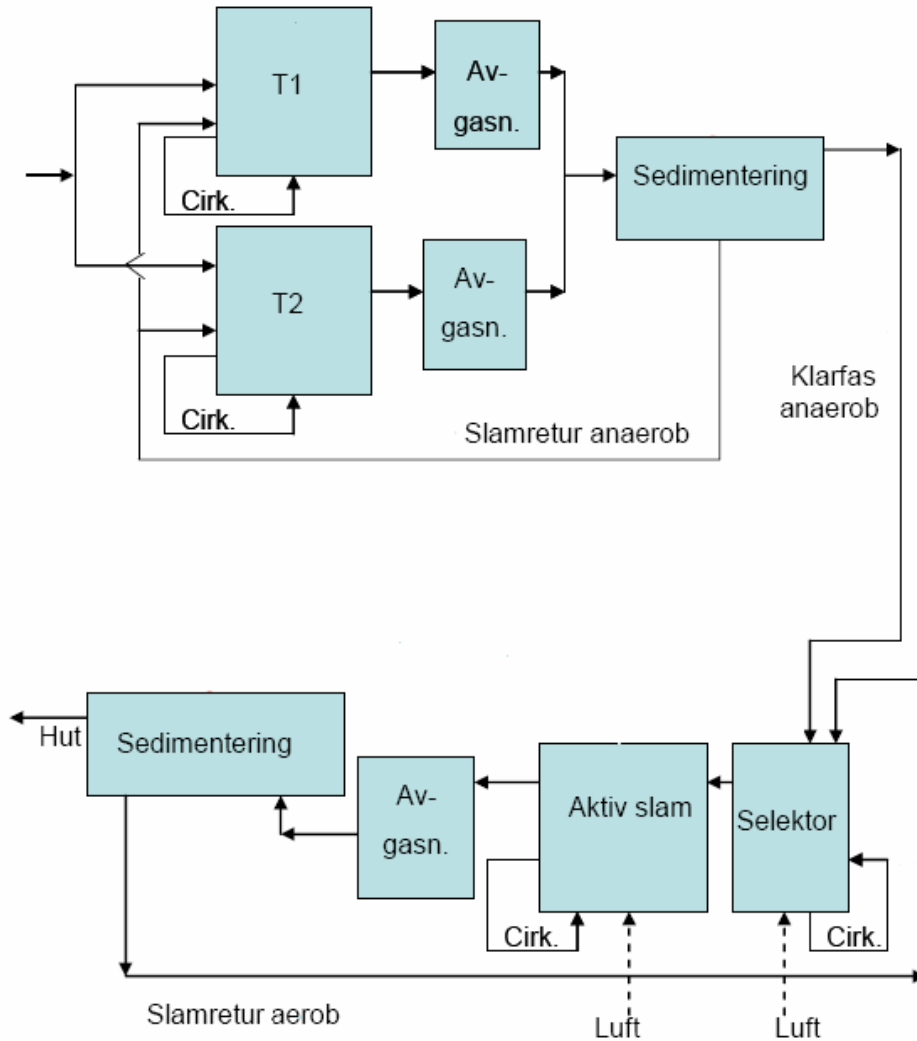 T1
Av-
gasn.
Sedimentering
Cirk.
T2
Av-
gasn.
Cirk.
Slamretur anaerob
Klarfas
anaerob
Hut
Sedimentering
Av-
gasn.
Aktiv slam
Selektor
Cirk.
Cirk.
Slamretur aerob
Luft
Luft